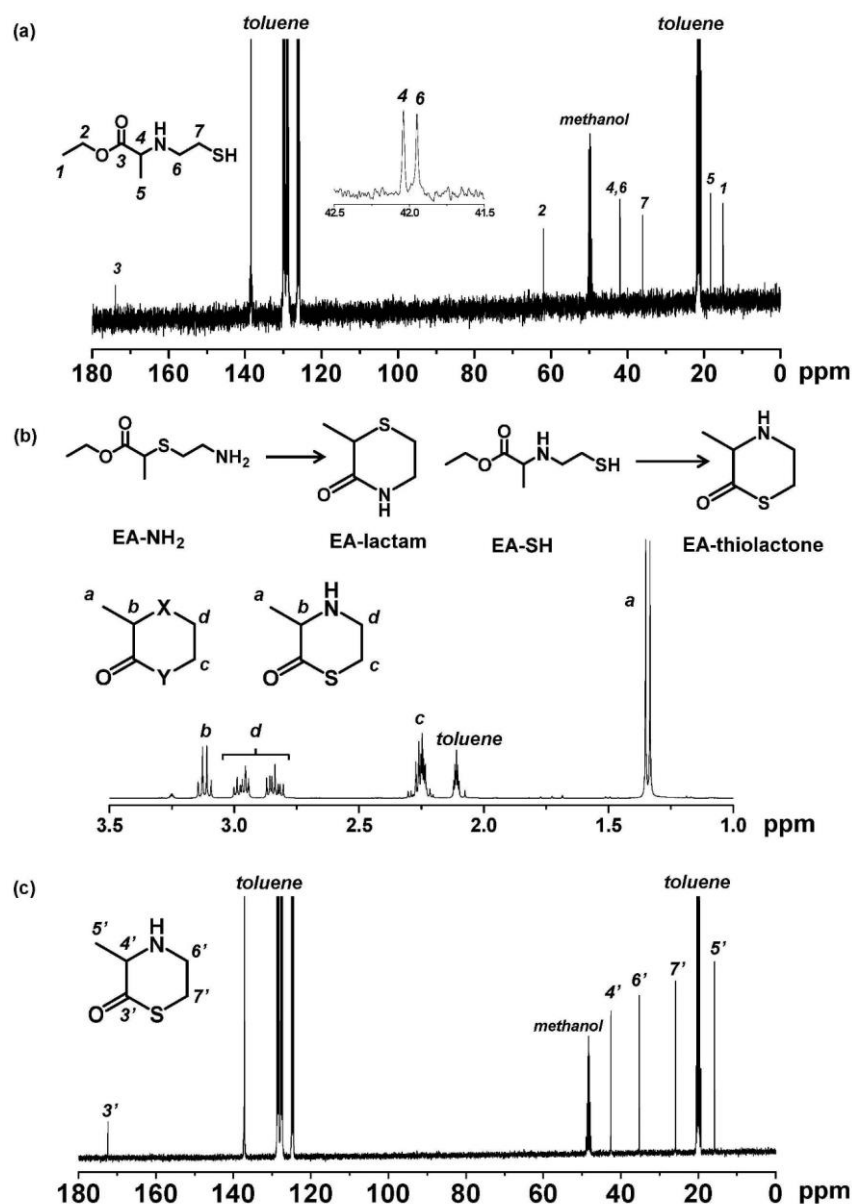 (a)
toluene
toluene
O
H
N
SH
O
1
2
3
4
5
6
7
4 6
42.5 42.0 41.5
methanol
3
2
4,6
7
5
1
180 160 140 120 100 80 60 40 20 0
ppm
(b)
O
O
S
NH₂
S
O
N
H
O
O
H
N
SH
H
N
O
S
EA-NH₂
EA-lactam
EA-SH
EA-thiolactone
a
b
X
d
c
O
Y
a
b
H
N
d
c
O
S
b
d
c
toluene
a
3.5 3.0 2.5 2.0 1.5 1.0
ppm
(c)
toluene
toluene
5’
4’
H
N
6’
7’
O
3’
S
3’
methanol
4’
6’
7’
5’
180 160 140 120 100 80 60 40 20 0
ppm